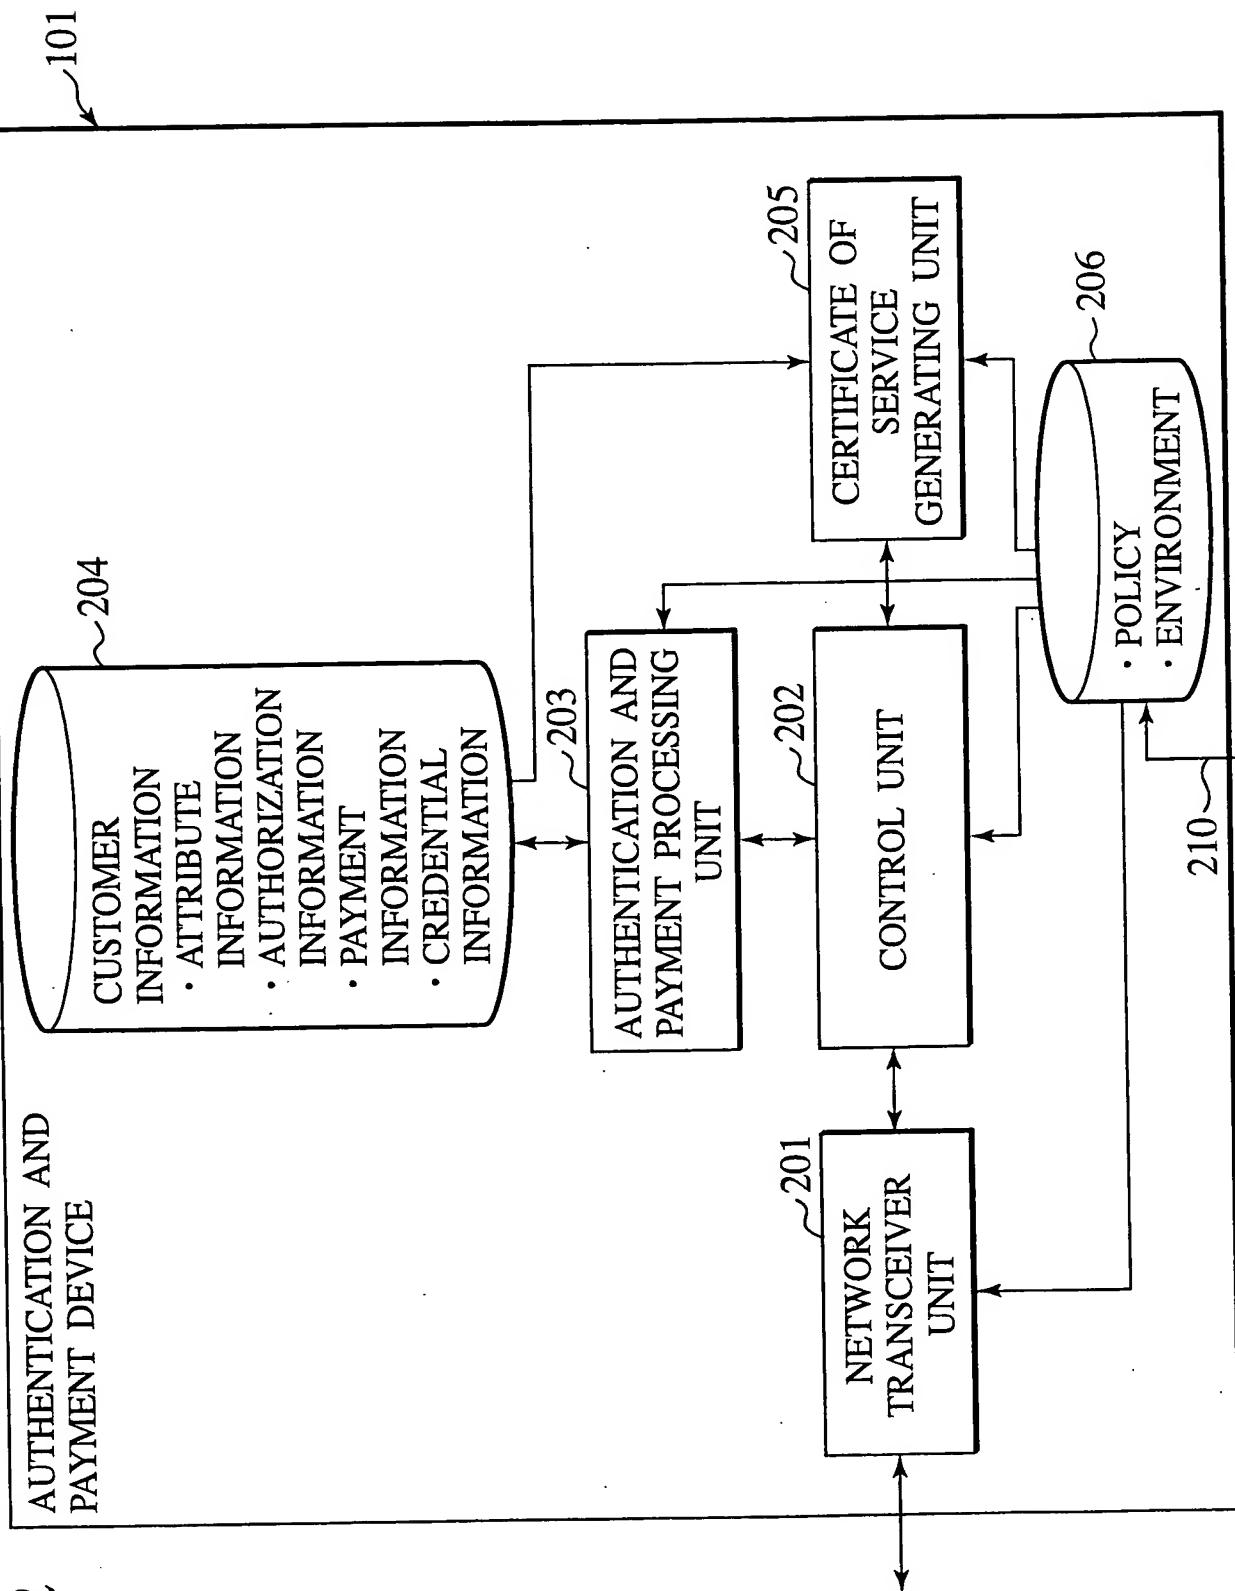 AUTHENTICATION AND
PAYMENT DEVICE
101
204
CUSTOMER
INFORMATION
· ATTRIBUTE
INFORMATION
· AUTHORIZATION
INFORMATION
· PAYMENT
INFORMATION
· CREDENTIAL
INFORMATION
203
AUTHENTICATION AND
PAYMENT PROCESSING
UNIT
201
NETWORK
TRANSCEIVER
UNIT
202
CONTROL UNIT
205
CERTIFICATE OF
SERVICE
GENERATING UNIT
206
· POLICY
· ENVIRONMENT
210